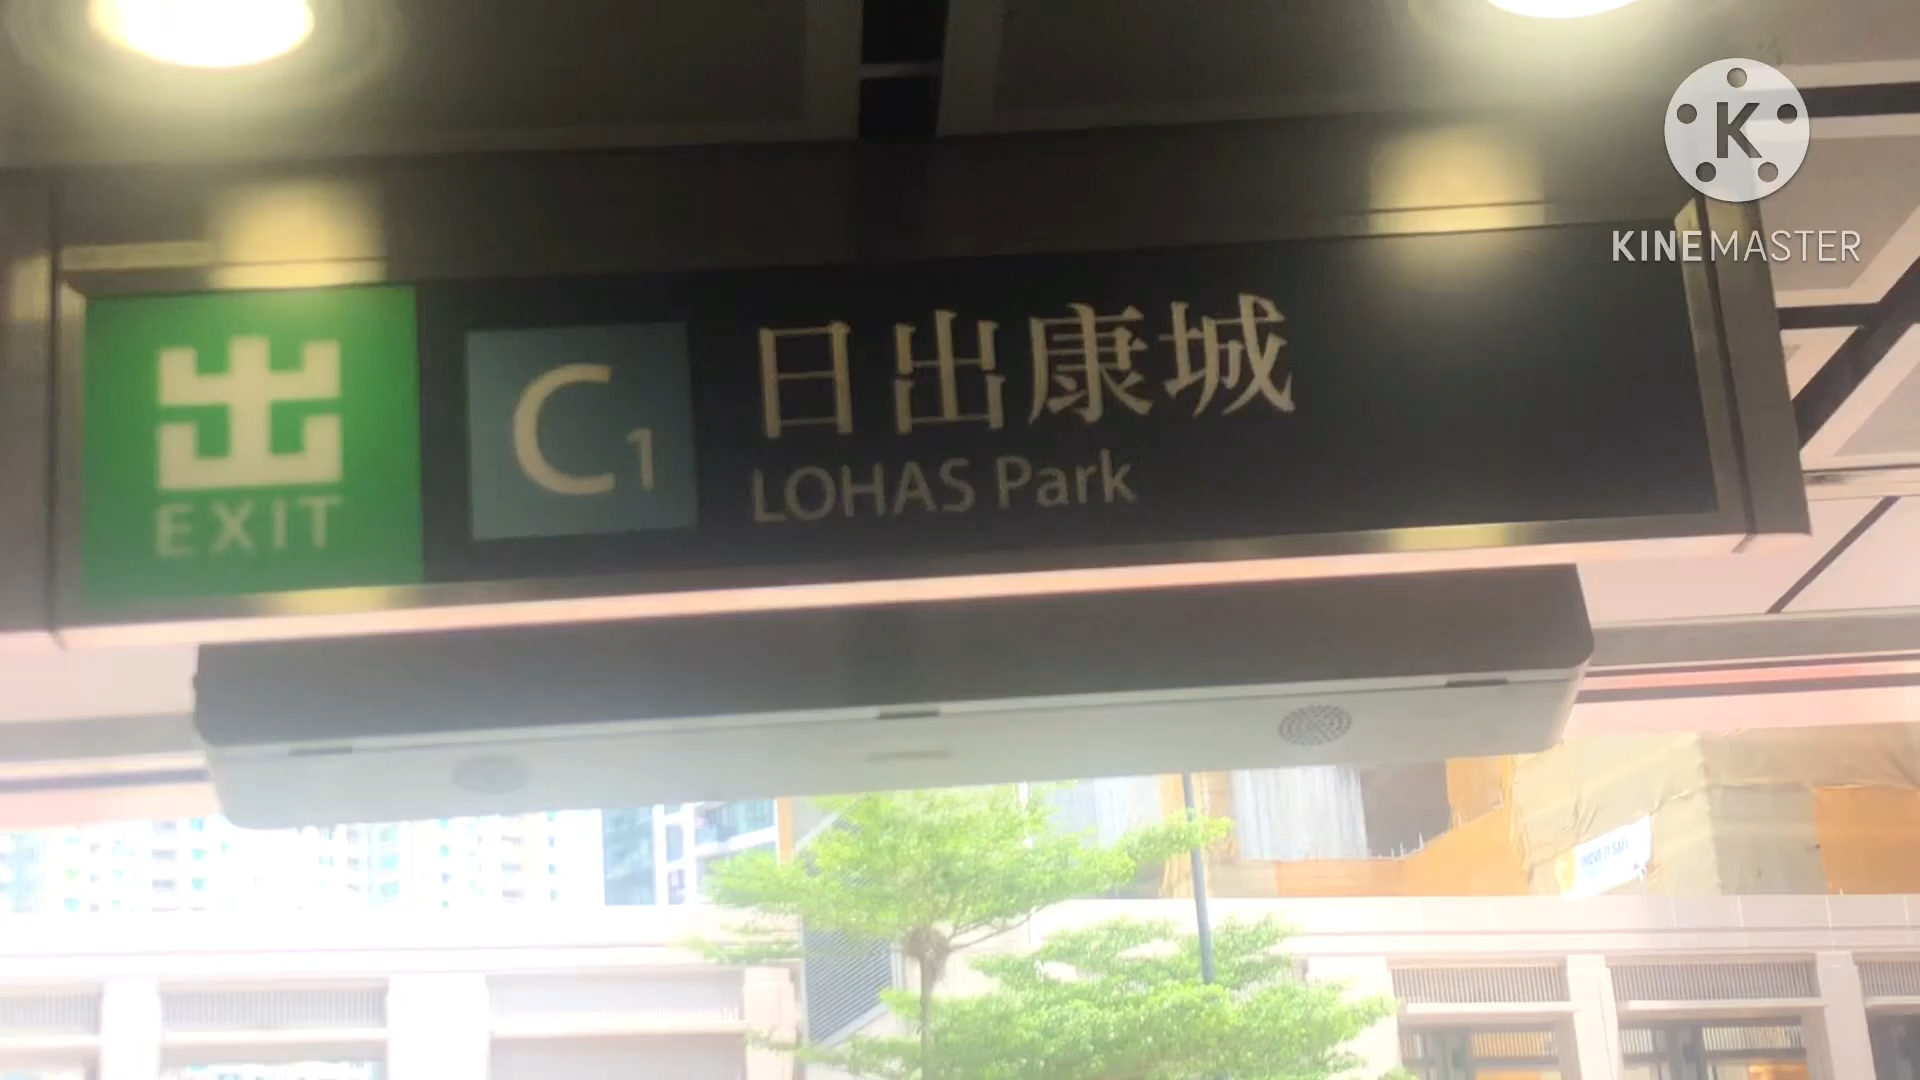 出
EXIT
C1
日出康城
LOHAS Park
K
KINEMASTER